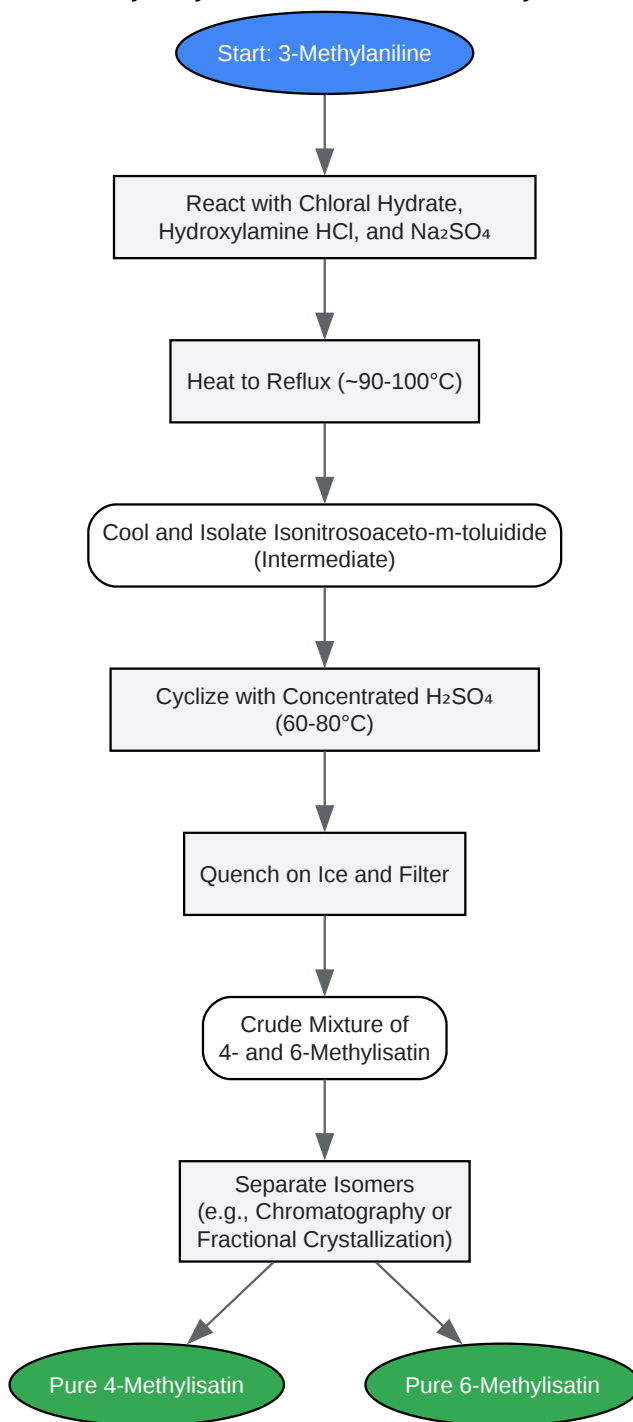 Start: 3-Methylaniline
React with Chloral Hydrate,
Hydroxylamine HCl, and Na₂SO₄
Heat to Reflux (~90-100°C)
Cool and Isolate Isonitrosoaceto-m-toluidide
(Intermediate)
Cyclize with Concentrated H₂SO₄
(60-80°C)
Quench on Ice and Filter
Crude Mixture of
4- and 6-Methylisatin
Separate Isomers
(e.g., Chromatography or
Fractional Crystallization)
Pure 4-Methylisatin
Pure 6-Methylisatin